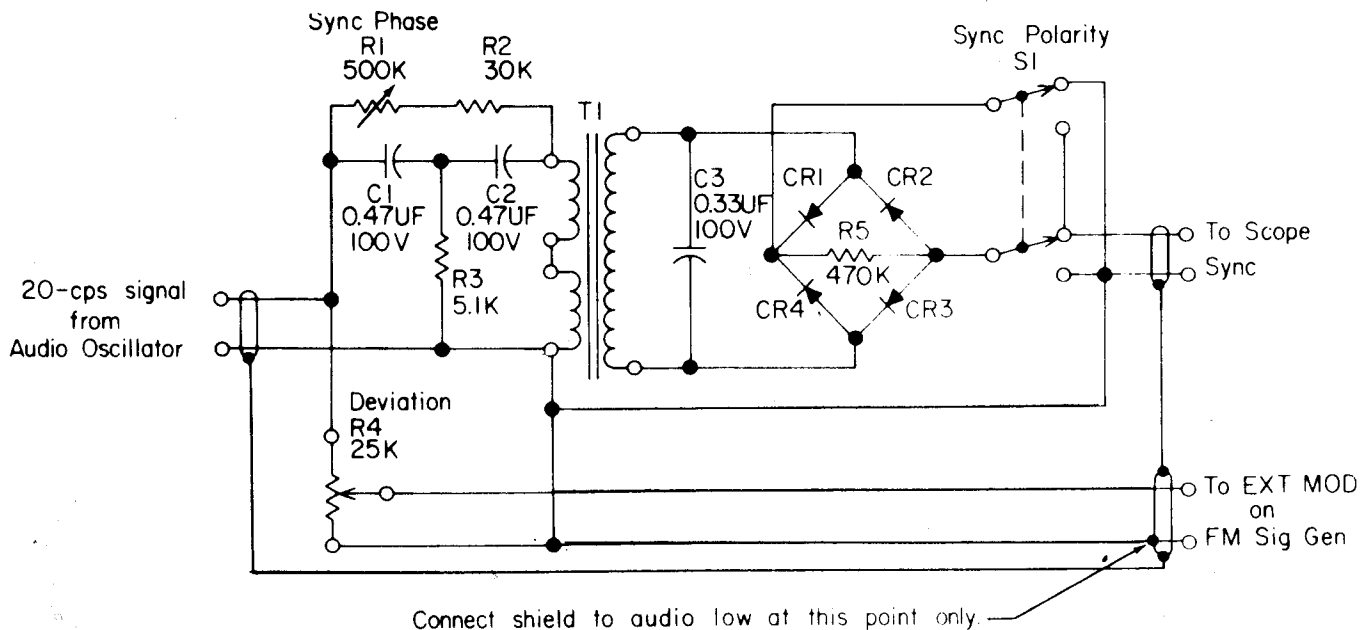 Sync Phase
R1
500K
R2
30K
Sync Polarity
S1
T1
C1
0.47UF
100V
C2
0.47UF
100V
R3
5.1K
C3
0.33UF
100V
CR1
CR2
R5
470K
CR4
CR3
To Scope
Sync
20-cps signal
from
Audio Oscillator
Deviation
R4
25K
To EXT MOD
on
FM Sig Gen
Connect shield to audio low at this point only.